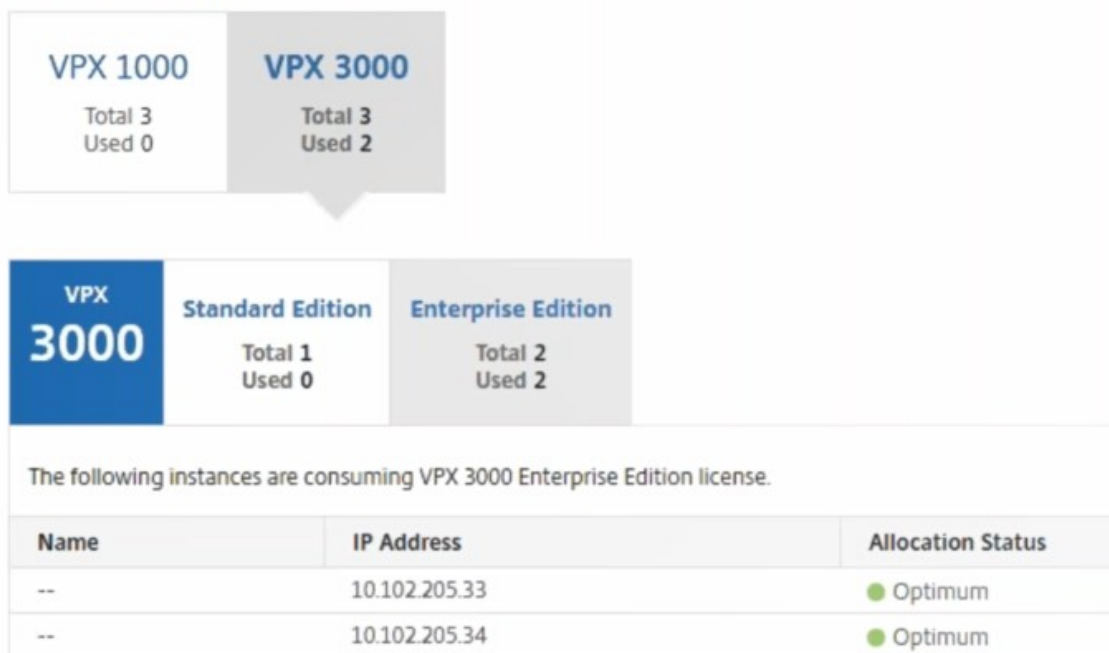 VPX 1000
Total 3
Used 0
VPX 3000
Total 3
Used 2
VPX
3000
Standard Edition
Total 1
Used 0
Enterprise Edition
Total 2
Used 2
The following instances are consuming VPX 3000 Enterprise Edition license.
Name IP Address Allocation Status
-- 10.102.205.33 Optimum
-- 10.102.205.34 Optimum